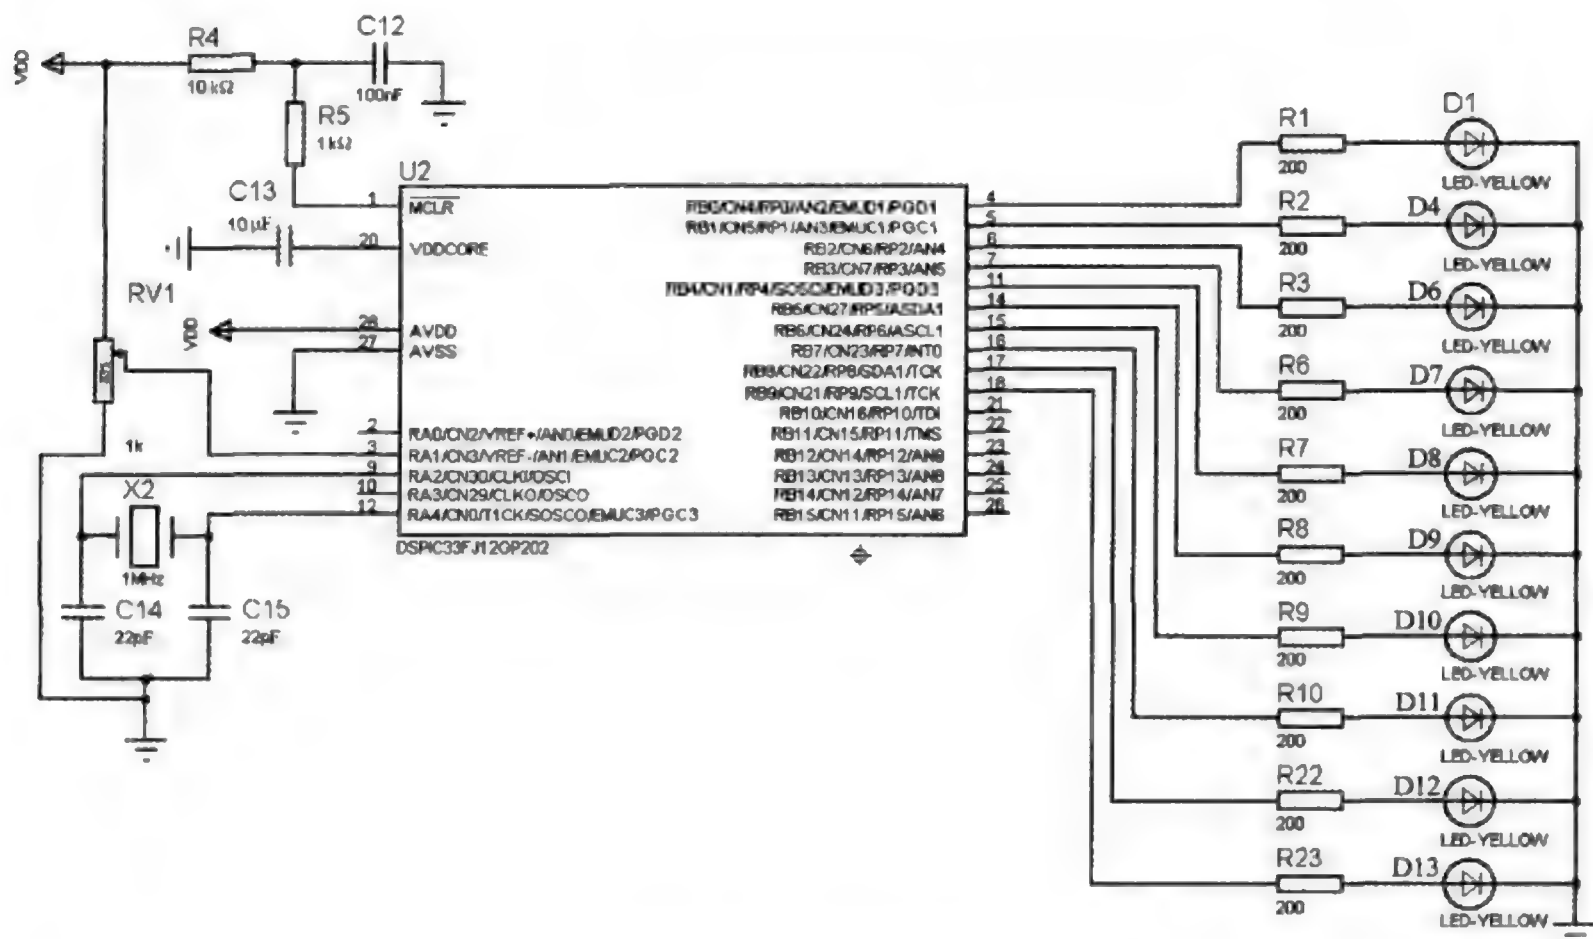 VDD
R4
10 kΩ
C12
100nF
R5
1 kΩ
C13
10 μF
RV1
VDD
1k
X2
1MHz
C14
22pF
C15
22pF
U2
1 MCLR
20 VDDCORE
28 AVDD
27 AVSS
2 RA0/CN2/VREF+/AN0/EMUD2/PGD2
3 RA1/CN3/VREF-/AN1/EMUC2/PGC2
9 RA2/CN30/CLKI/OSCI
10 RA3/CN29/CLKO/OSCO
12 RA4/CN0/T1CK/SOSCO/EMUC3/PGC3
RB0/CN4/RP0/AN2/EMUD1/PGD1 4
RB1/CN5/RP1/AN3/EMUC1/PGC1 5
RB2/CN6/RP2/AN4 6
RB3/CN7/RP3/AN5 7
RB4/CN1/RP4/SOSCI/EMUD3/PGD3 11
RB5/CN27/RP5/ASDA1 14
RB6/CN24/RP6/ASCL1 15
RB7/CN23/RP7/INT0 16
RB8/CN22/RP8/SDA1/TCK 17
RB9/CN21/RP9/SCL1/TCK 18
RB10/CN16/RP10/TDI 21
RB11/CN15/RP11/TMS 22
RB12/CN14/RP12/AN9 23
RB13/CN13/RP13/AN8 24
RB14/CN12/RP14/AN7 25
RB15/CN11/RP15/AN6 26
DSPIC33FJ12GP202
R1
200
D1
LED-YELLOW
R2
200
D4
LED-YELLOW
R3
200
D6
LED-YELLOW
R6
200
D7
LED-YELLOW
R7
200
D8
LED-YELLOW
R8
200
D9
LED-YELLOW
R9
200
D10
LED-YELLOW
R10
200
D11
LED-YELLOW
R22
200
D12
LED-YELLOW
R23
200
D13
LED-YELLOW